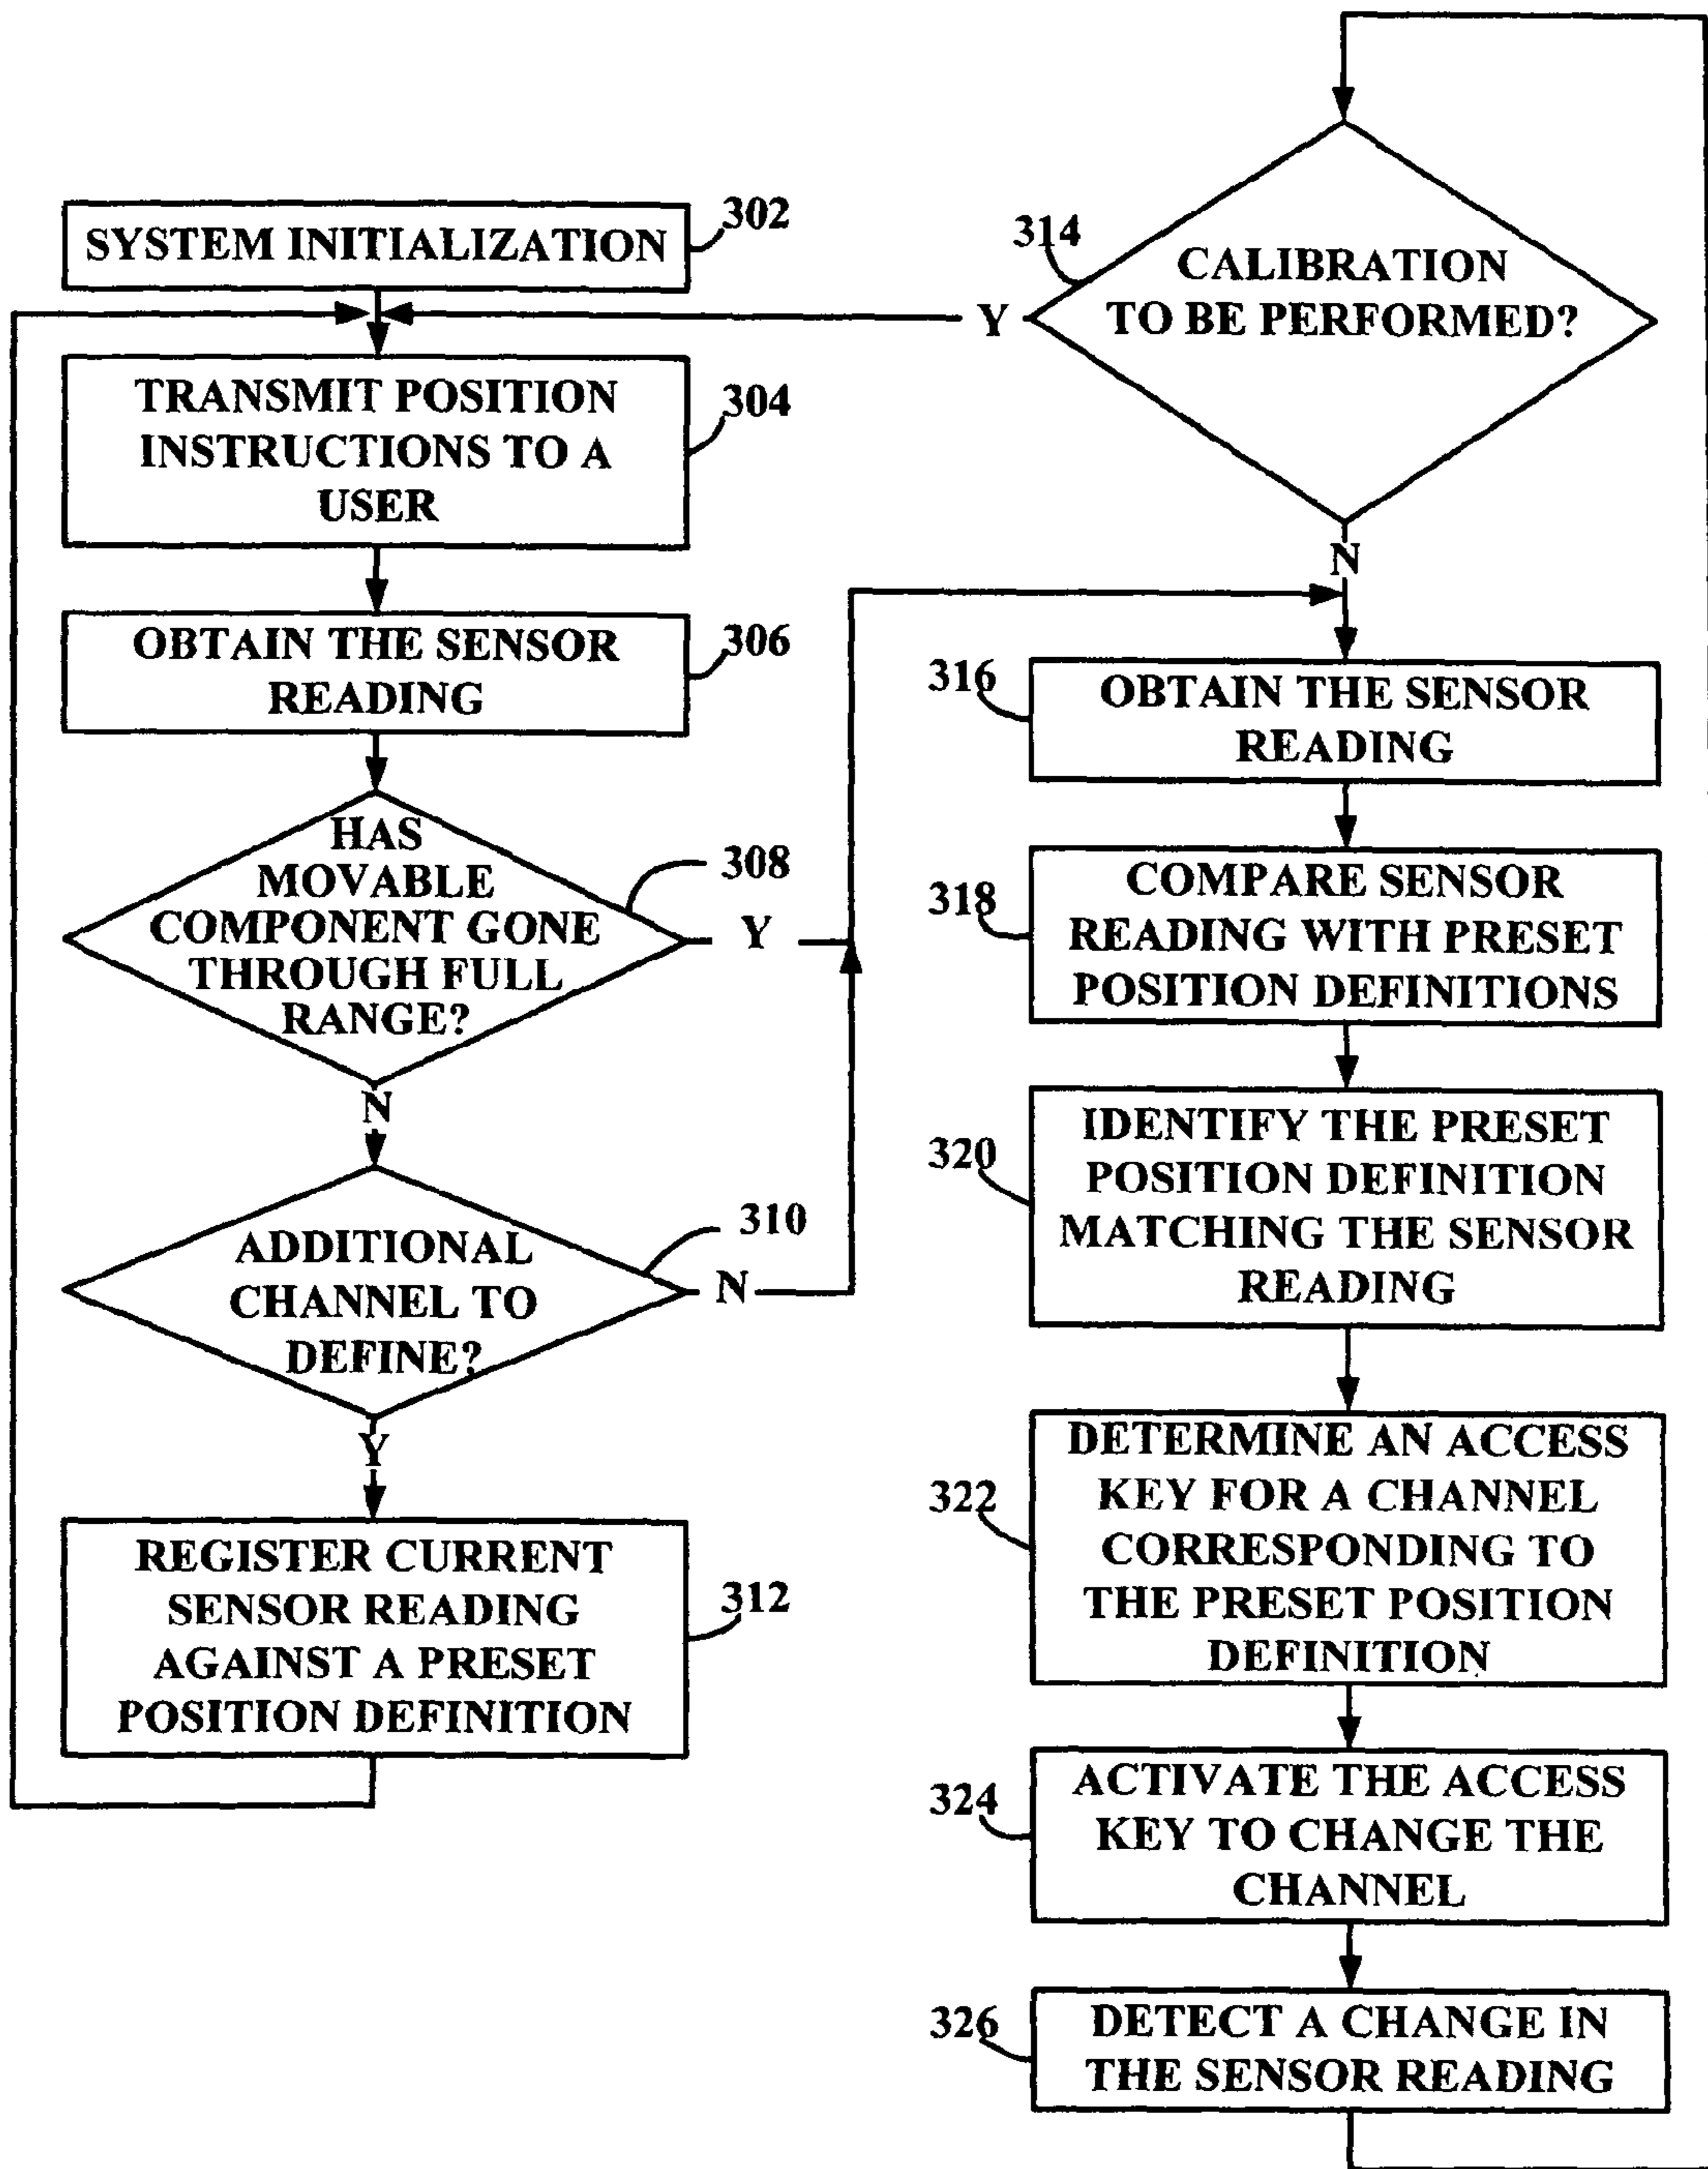 SYSTEM INITIALIZATION
302
TRANSMIT POSITION
INSTRUCTIONS TO A
USER
304
OBTAIN THE SENSOR
READING
306
HAS
MOVABLE
COMPONENT GONE
THROUGH FULL
RANGE?
308
Y
N
ADDITIONAL
CHANNEL TO
DEFINE?
310
N
Y
REGISTER CURRENT
SENSOR READING
AGAINST A PRESET
POSITION DEFINITION
312
314
CALIBRATION
TO BE PERFORMED?
Y
N
316
OBTAIN THE SENSOR
READING
318
COMPARE SENSOR
READING WITH PRESET
POSITION DEFINITIONS
320
IDENTIFY THE PRESET
POSITION DEFINITION
MATCHING THE SENSOR
READING
322
DETERMINE AN ACCESS
KEY FOR A CHANNEL
CORRESPONDING TO
THE PRESET POSITION
DEFINITION
324
ACTIVATE THE ACCESS
KEY TO CHANGE THE
CHANNEL
326
DETECT A CHANGE IN
THE SENSOR READING